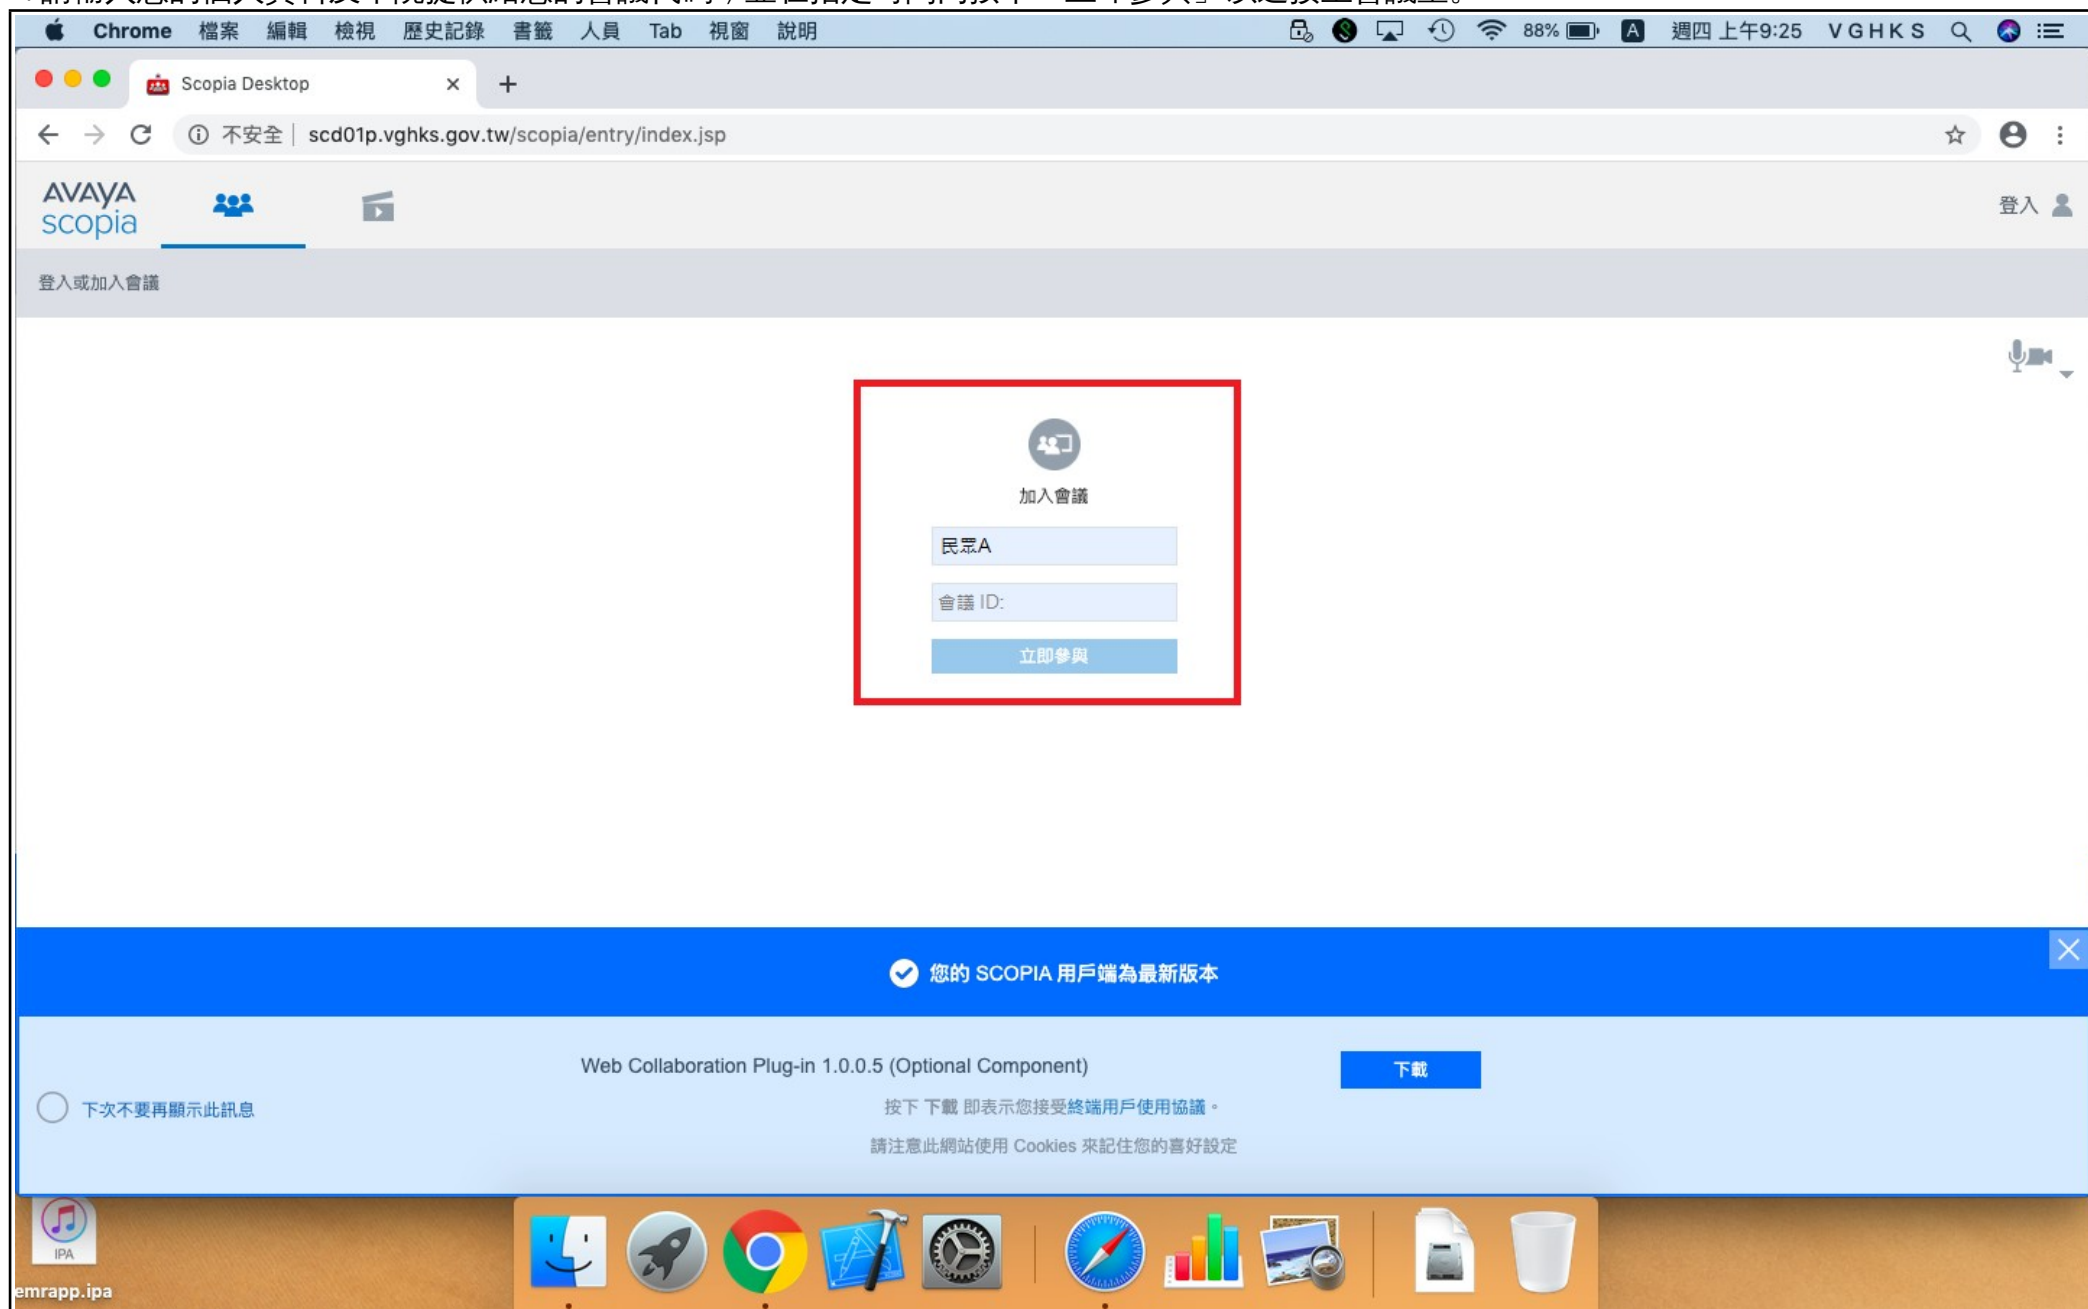 Chrome 檔案 編輯 檢視 歷史記錄 書籤 人員 Tab 視窗 說明 88% A 週四 上午9:25 VGHKS
Scopia Desktop
不安全 scd01p.vghks.gov.tw/scopia/entry/index.jsp
AVAYA
scopia
登入
登入或加入會議
加入會議
民眾A
會議 ID:
立即參與
您的 SCOPIA 用戶端為最新版本
Web Collaboration Plug-in 1.0.0.5 (Optional Component)
下載
下次不要再顯示此訊息
按下 下載 即表示您接受終端用戶使用協議。
請注意此網站使用 Cookies 來記住您的喜好設定
IPA
emrapp.ipa